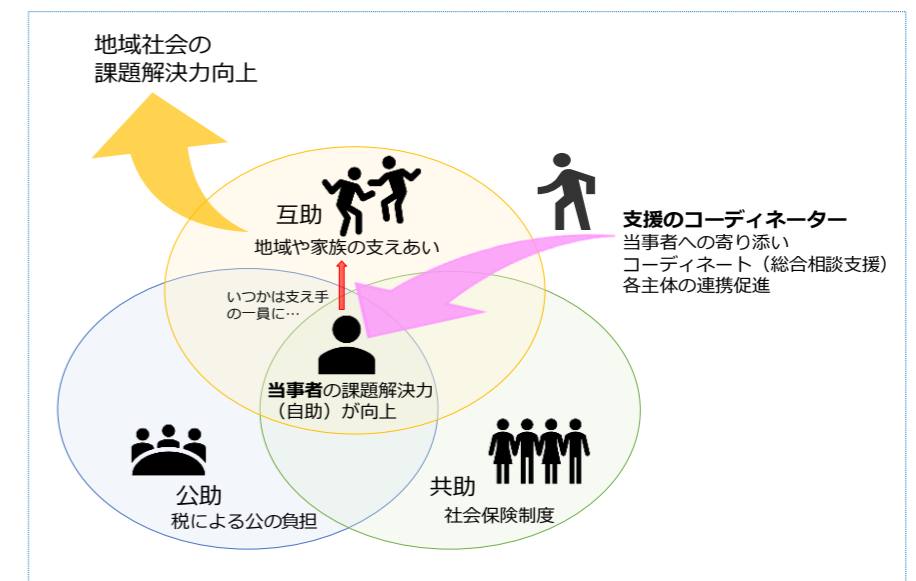 地域社会の
課題解決力向上
互助
地域や家族の支えあい
支援のコーディネーター
当事者への寄り添い
コーディネート（総合相談支援）
各主体の連携促進
いつかは支え手
の一員に…
当事者の課題解決力
（自助）が向上
公助
税による公の負担
共助
社会保険制度